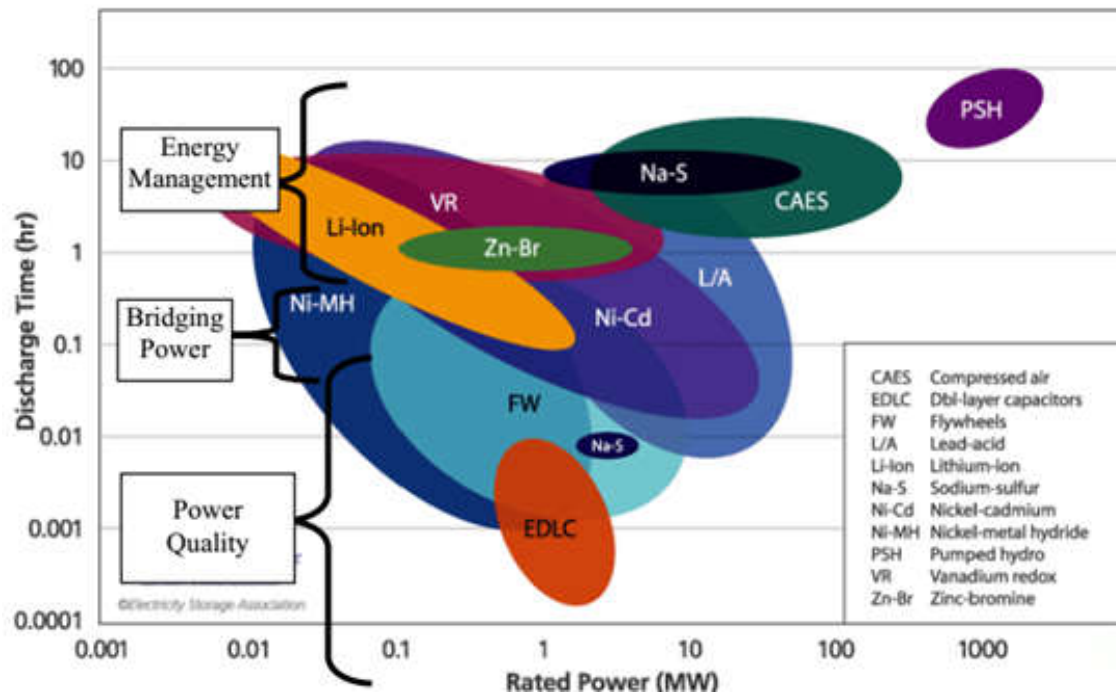 100
10
1
0.1
0.01
0.001
0.0001
Discharge Time (hr)
Energy
Management
Bridging
Power
Power
Quality
©Electricity Storage Association
PSH
Na-S
CAES
VR
Li-Ion
Zn-Br
L/A
Ni-MH
Ni-Cd
FW
Na-S
EDLC
CAES Compressed air
EDLC Dbl-layer capacitors
FW Flywheels
L/A Lead-acid
Li-Ion Lithium-ion
Na-S Sodium-sulfur
Ni-Cd Nickel-cadmium
Ni-MH Nickel-metal hydride
PSH Pumped hydro
VR Vanadium redox
Zn-Br Zinc-bromine
0.001 0.01 0.1 1 10 100 1000
Rated Power (MW)